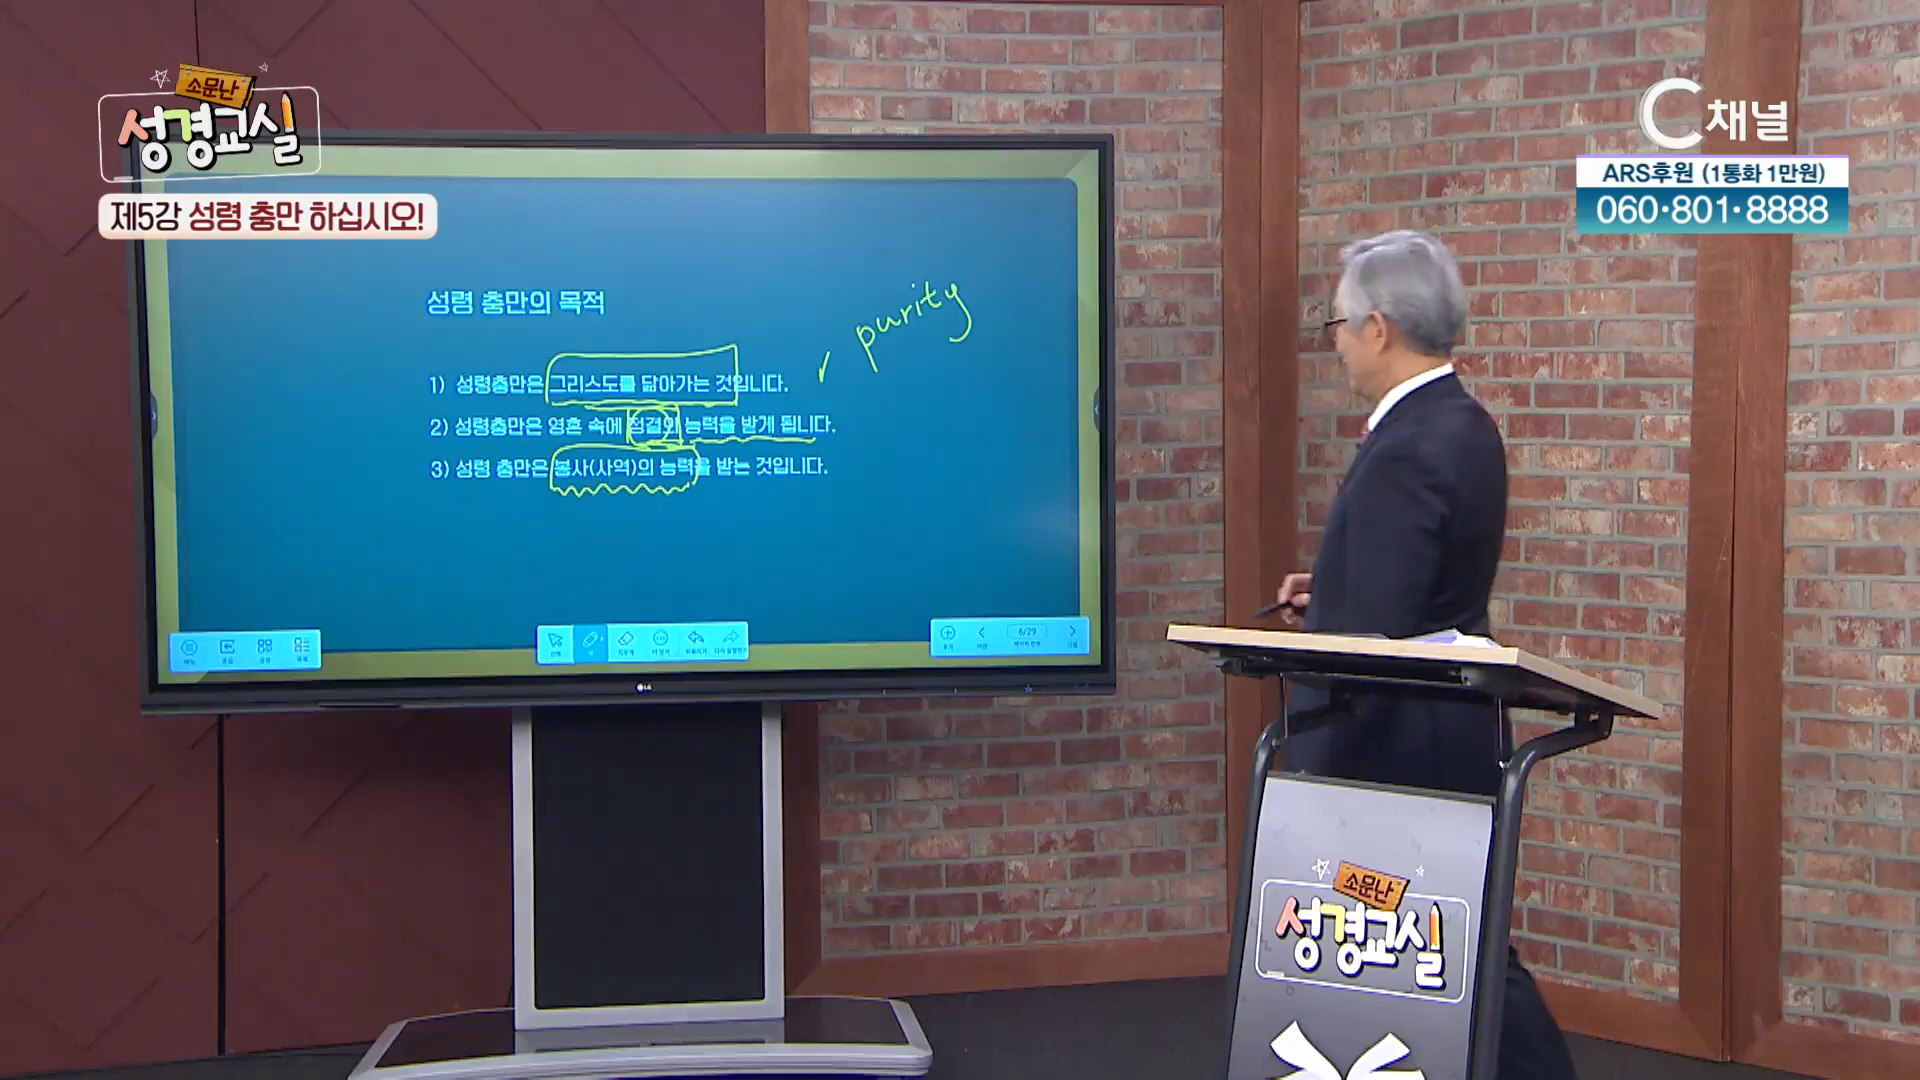 소문난
성경교실
제5강 성령 충만 하십시오!
C채널
ARS후원 (1통화 1만원)
060·801·8888
성령 충만의 목적
purity
1) 성령충만은 그리스도를 닮아가는 것입니다.
2) 성령충만은 영혼 속에 정결의 능력을 받게 됩니다.
3) 성령 충만은 봉사(사역)의 능력을 받는 것입니다.
6/29
LG
소문난
성경교실